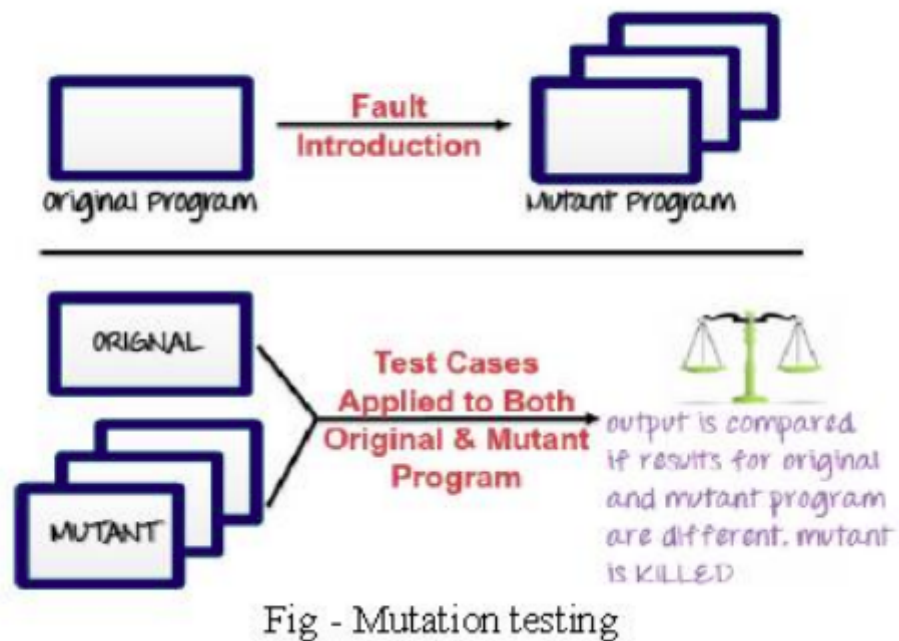 Fault
Introduction
original Program
Mutant Program
ORIGNAL
Test Cases
Applied to Both
Original & Mutant
Program
MUTANT
output is compared
if results for original
and mutant program
are different. mutant
is KILLED
Fig - Mutation testing